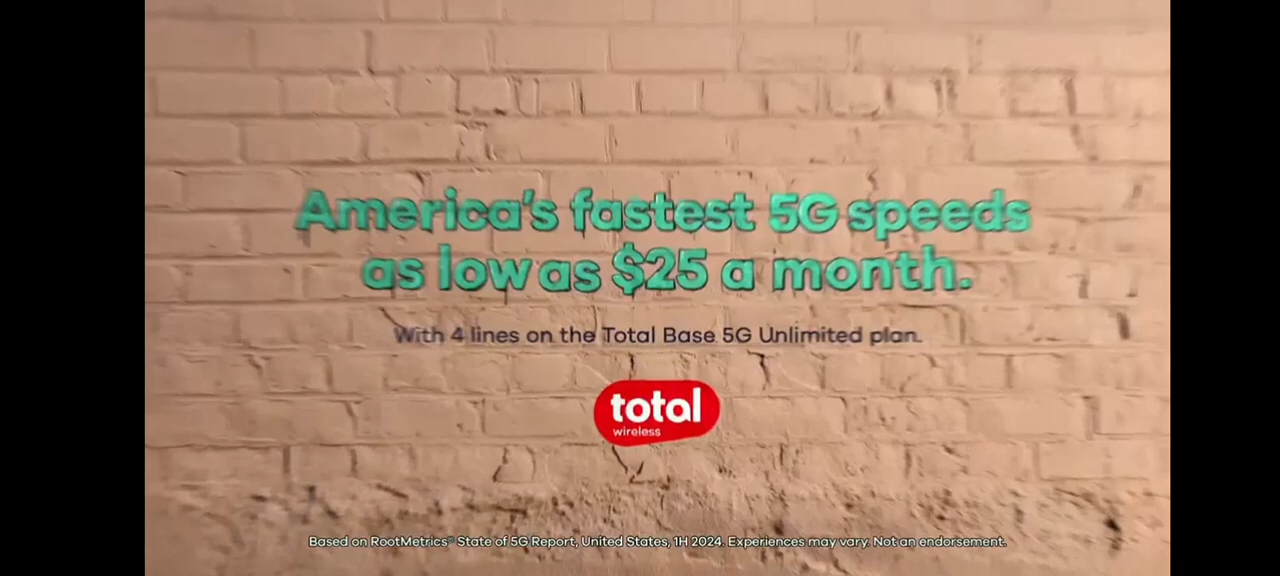 America's fastest 5G speeds
as low as $25 a month.
With 4 lines on the Total Base 5G Unlimited plan.
total
wireless
Based on RootMetrics® State of 5G Report, United States, 1H 2024. Experiences may vary. Not an endorsement.